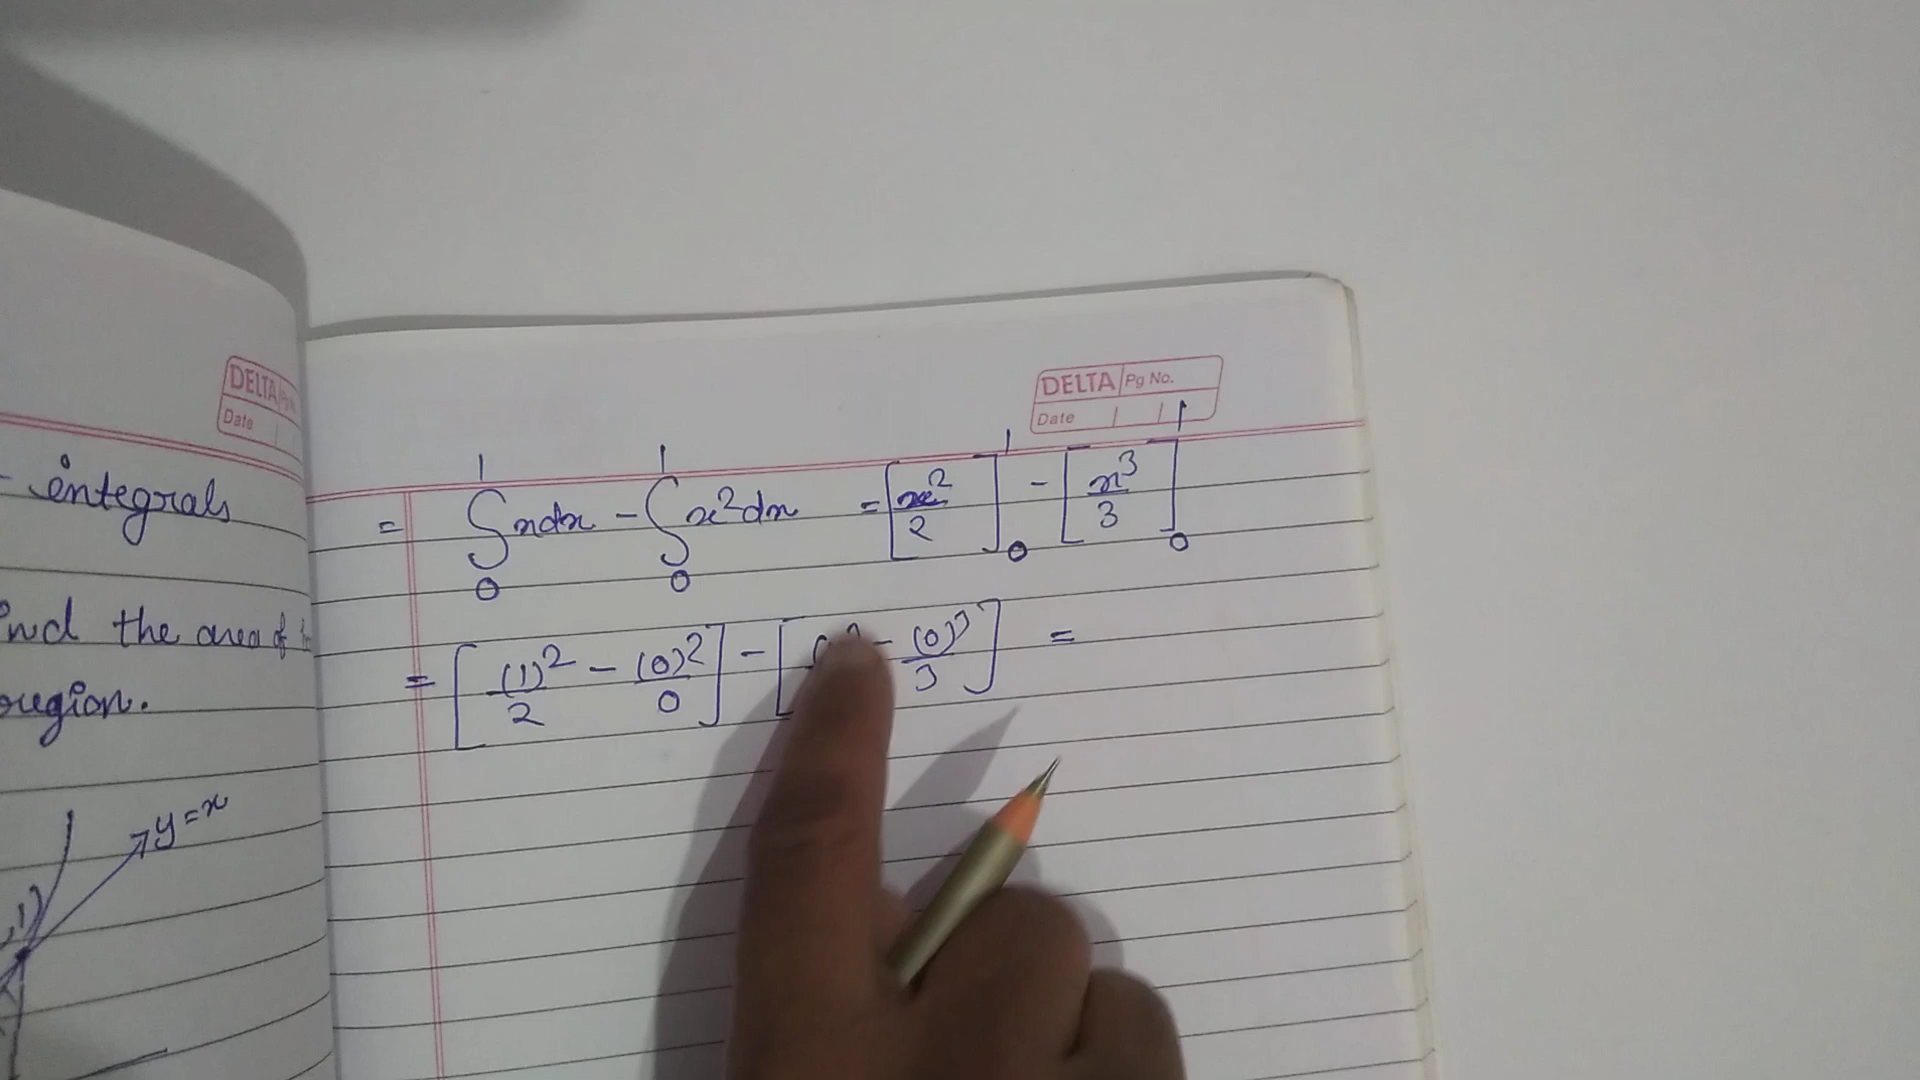 DELTA
Date
- integrals
the area of
region.
y=x
DELTA Pg No.
Date
= ∫₀¹ x dx - ∫₀¹ x² dx = [x²/2]₀¹ - [x³/3]₀¹
= [(1)²/2 - (0)²/0] - [ - (0)³/3] =